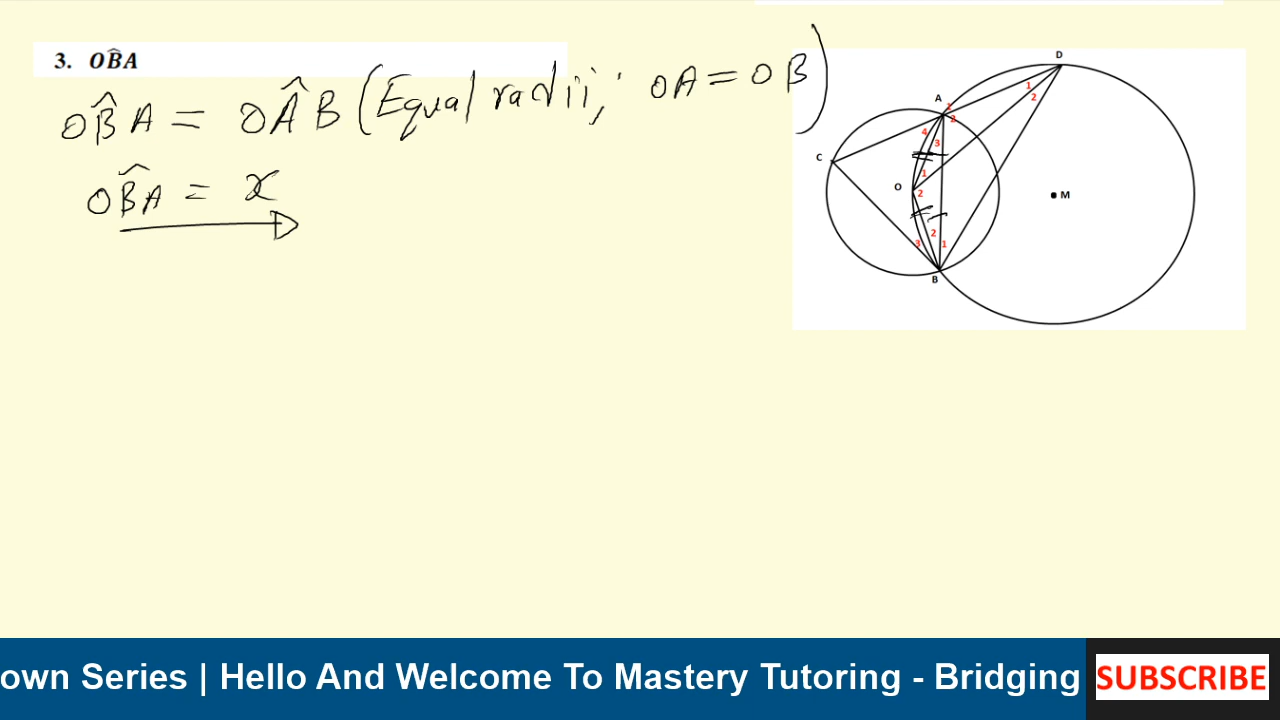 3. OB̂A
OB̂A = OÂB (Equal radii; OA = OB)
OB̂A = x
D
1
2
A
1
2
4
3
C
1
O
2
M
2
3
1
B
own Series | Hello And Welcome To Mastery Tutoring - Bridging
SUBSCRIBE